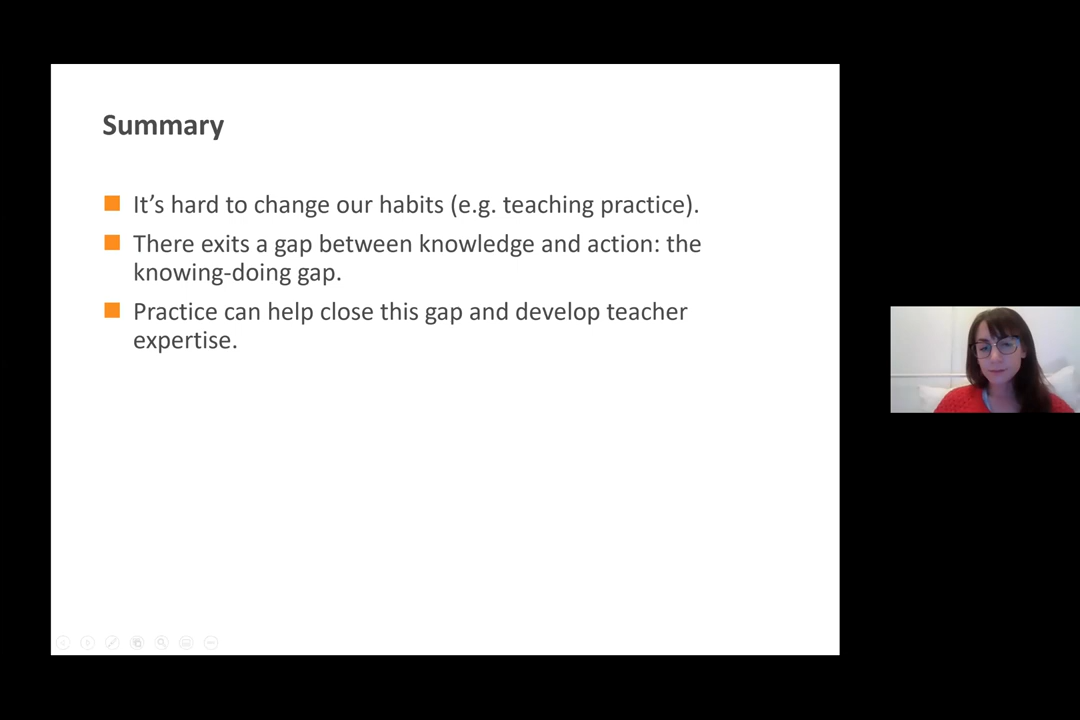 Summary
It’s hard to change our habits (e.g. teaching practice).
There exits a gap between knowledge and action: the
knowing-doing gap.
Practice can help close this gap and develop teacher
expertise.